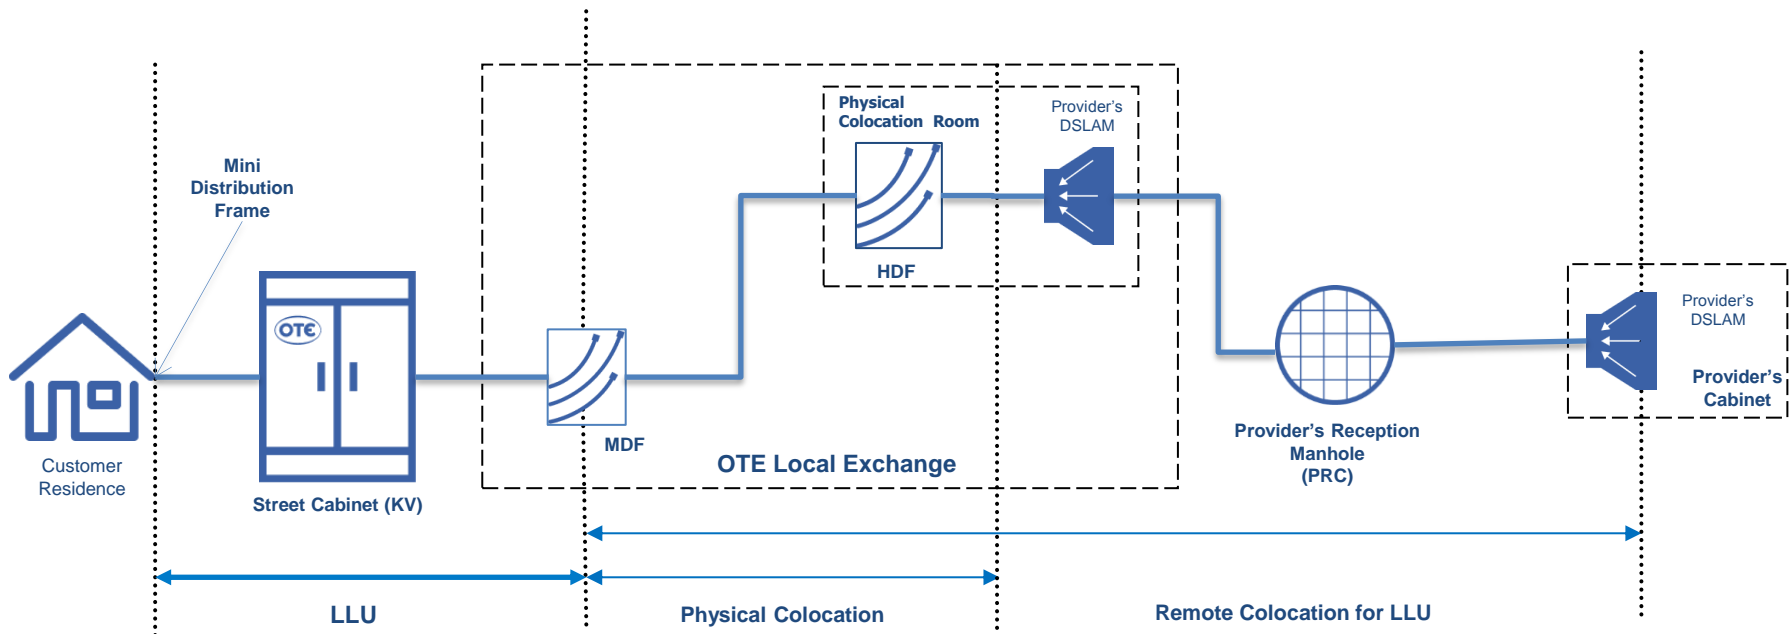 Physical
Colocation Room
Provider's
DSLAM
Mini
Distribution
Frame
OTE
HDF
Provider's
DSLAM
Provider's
Cabinet
MDF
OTE Local Exchange
Provider's Reception
Manhole
(PRC)
Customer
Residence
Street Cabinet (KV)
LLU
Physical Colocation
Remote Colocation for LLU